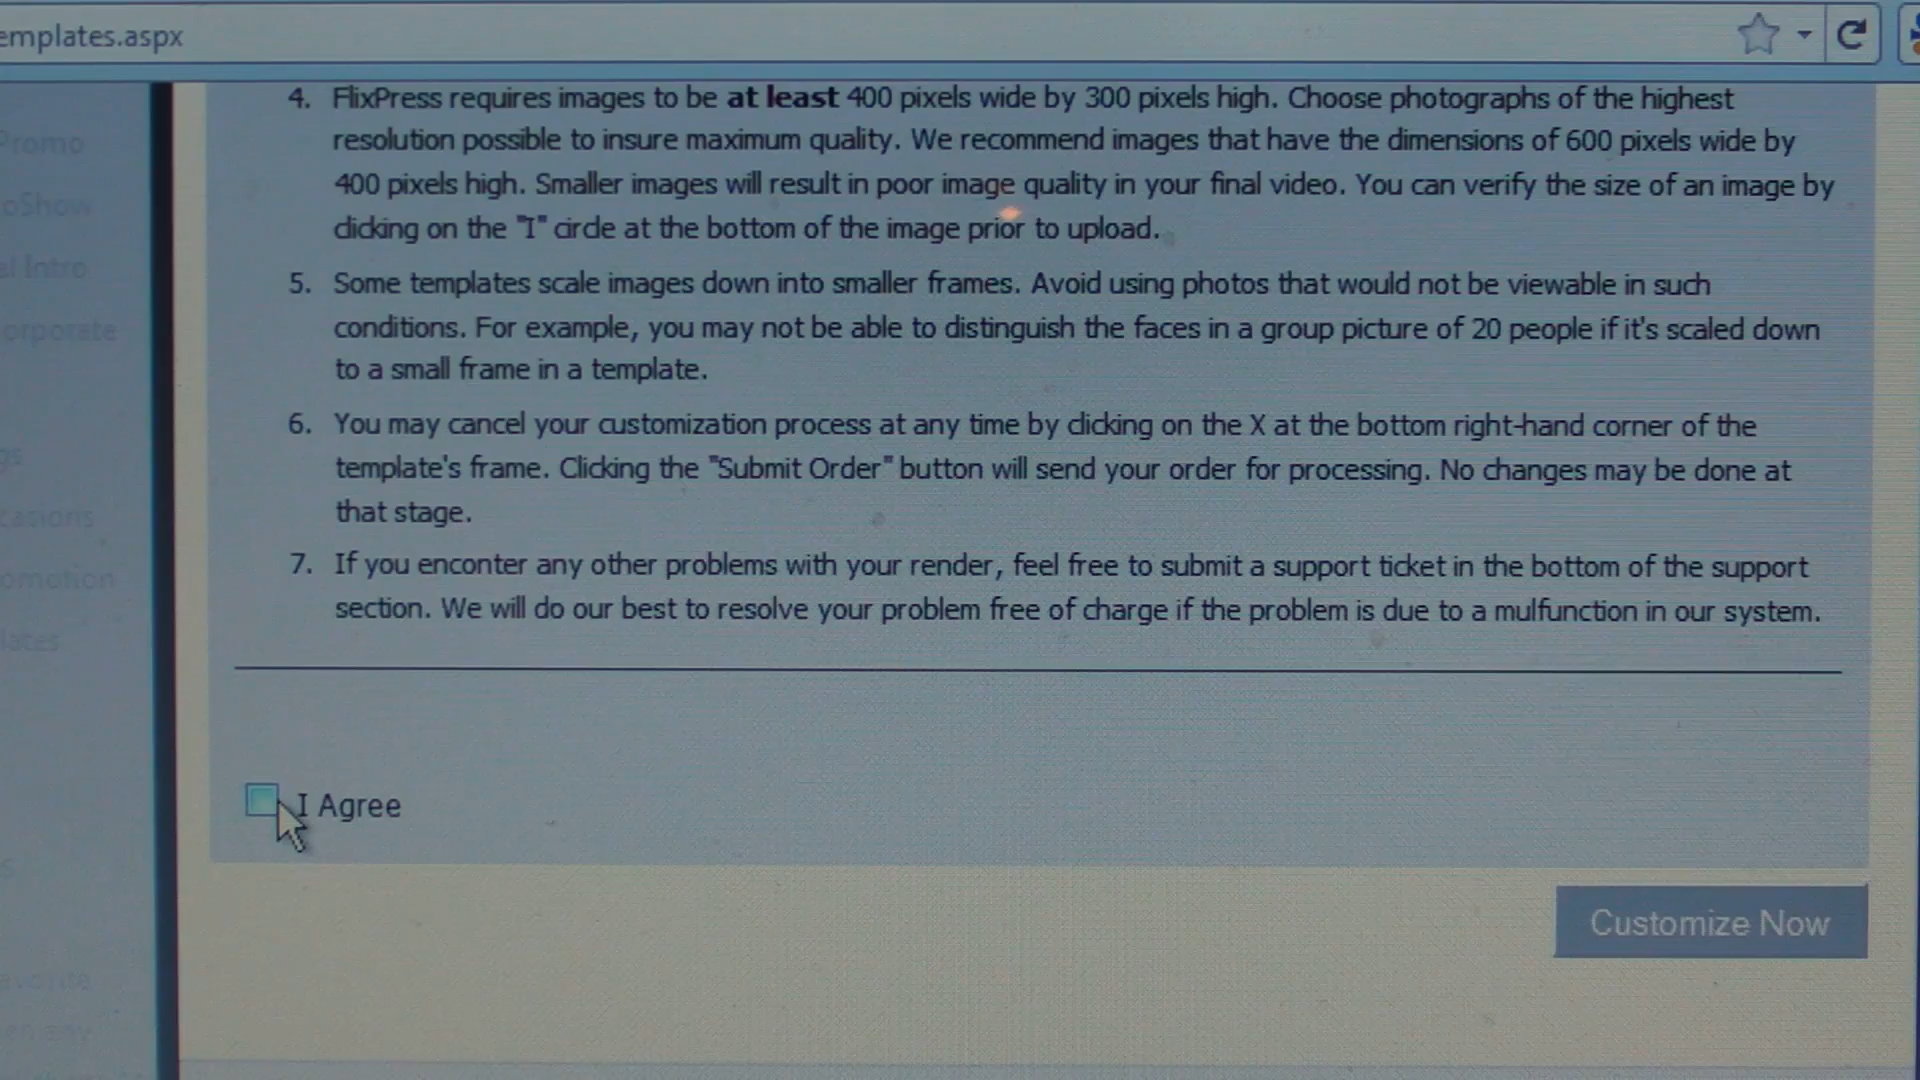 emplates.aspx
4. FlixPress requires images to be at least 400 pixels wide by 300 pixels high. Choose photographs of the highest
resolution possible to insure maximum quality. We recommend images that have the dimensions of 600 pixels wide by
400 pixels high. Smaller images will result in poor image quality in your final video. You can verify the size of an image by
clicking on the "I" circle at the bottom of the image prior to upload.
5. Some templates scale images down into smaller frames. Avoid using photos that would not be viewable in such
conditions. For example, you may not be able to distinguish the faces in a group picture of 20 people if it's scaled down
to a small frame in a template.
6. You may cancel your customization process at any time by clicking on the X at the bottom right-hand corner of the
template's frame. Clicking the "Submit Order" button will send your order for processing. No changes may be done at
that stage.
7. If you enconter any other problems with your render, feel free to submit a support ticket in the bottom of the support
section. We will do our best to resolve your problem free of charge if the problem is due to a mulfunction in our system.
I Agree
Customize Now
Promo
oShow
al Intro
orporate
gs
casions
omotion
lates
s
avorite